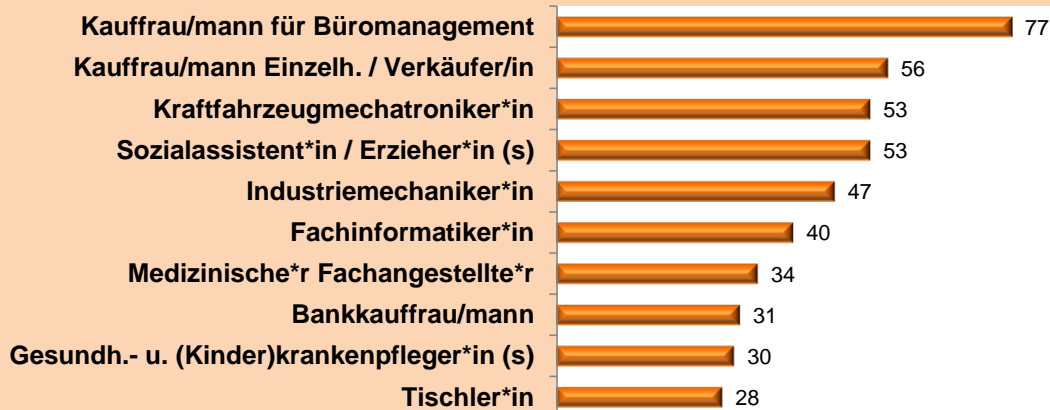 Kauffrau/mann für Büromanagement 77
Kauffrau/mann Einzelh. / Verkäufer/in 56
Kraftfahrzeugmechatroniker*in 53
Sozialassistent*in / Erzieher*in (s) 53
Industriemechaniker*in 47
Fachinformatiker*in 40
Medizinische*r Fachangestellte*r 34
Bankkauffrau/mann 31
Gesundh.- u. (Kinder)krankenpfleger*in (s) 30
Tischler*in 28